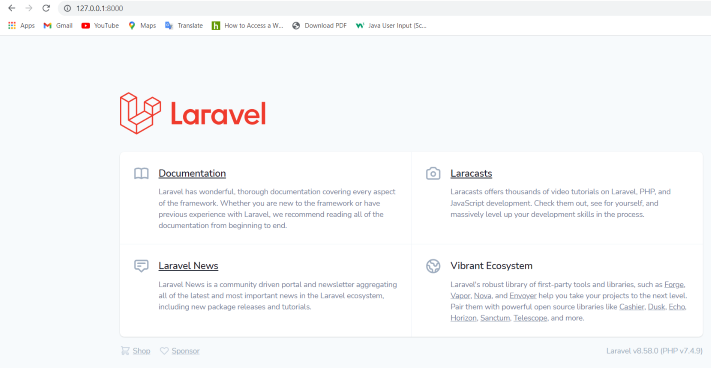 127.0.0.1:8000
Apps Gmail YouTube Maps Translate How to Access a W... Download PDF Java User Input (Sc...
Laravel
Documentation
Laravel has wonderful, thorough documentation covering every aspect
of the framework. Whether you are new to the framework or have
previous experience with Laravel, we recommend reading all of the
documentation from beginning to end.
Laracasts
Laracasts offers thousands of video tutorials on Laravel, PHP, and
JavaScript development. Check them out, see for yourself, and
massively level up your development skills in the process.
Laravel News
Laravel News is a community driven portal and newsletter aggregating
all of the latest and most important news in the Laravel ecosystem,
including new package releases and tutorials.
Vibrant Ecosystem
Laravel's robust library of first-party tools and libraries, such as Forge,
Vapor, Nova, and Envoyer help you take your projects to the next level.
Pair them with powerful open source libraries like Cashier, Dusk, Echo,
Horizon, Sanctum, Telescope, and more.
Shop Sponsor
Laravel v8.58.0 (PHP v7.4.9)